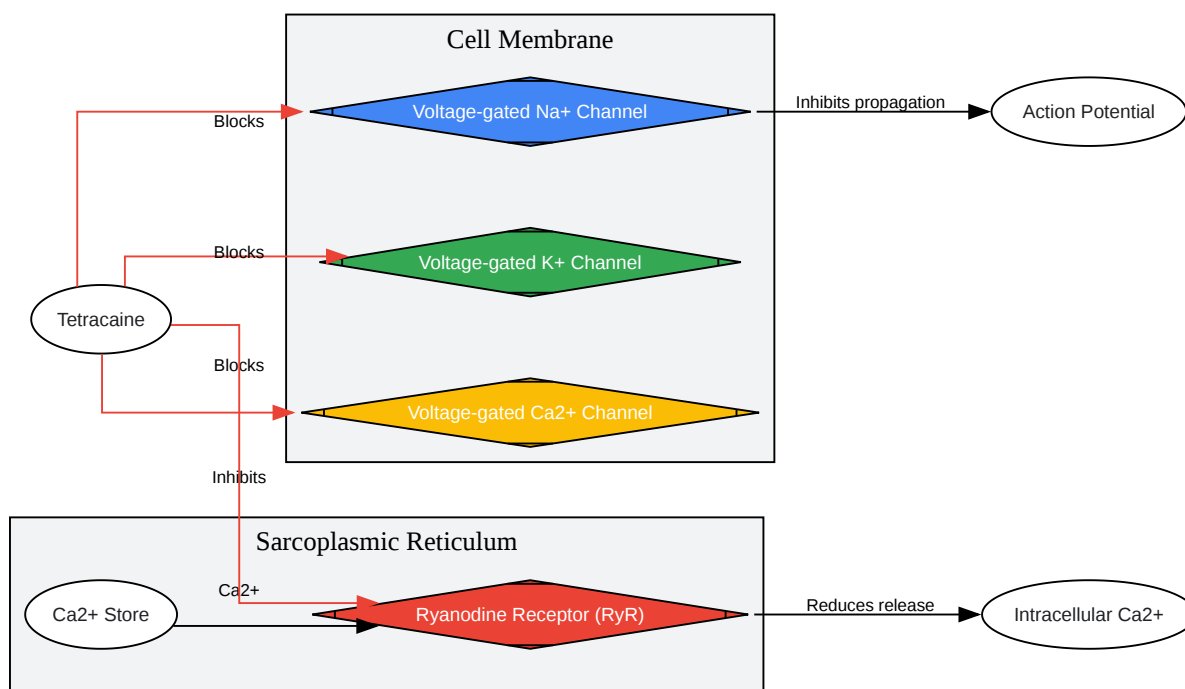 Cell Membrane
Voltage-gated Na+ Channel
Inhibits propagation
Action Potential
Blocks
Blocks
Voltage-gated K+ Channel
Tetracaine
Blocks
Voltage-gated Ca2+ Channel
Inhibits
Sarcoplasmic Reticulum
Ca2+
Ca2+ Store
Ryanodine Receptor (RyR)
Reduces release
Intracellular Ca2+